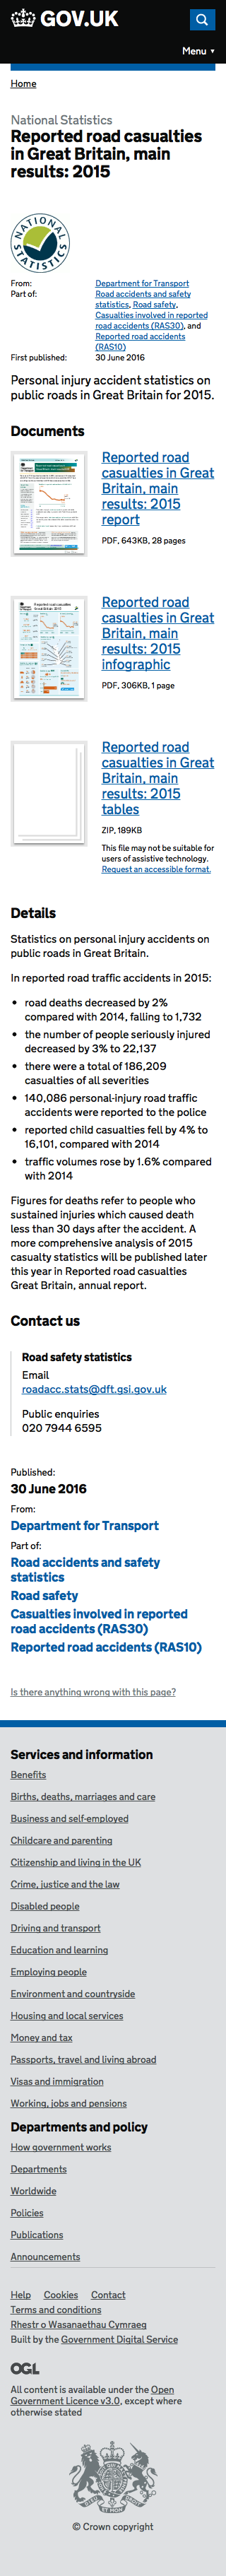 GOV.UK
Menu ▼
Home
National Statistics
Reported road casualties
in Great Britain, main
results: 2015
NATIONAL STATISTICS
From: Department for Transport
Part of: Road accidents and safety
statistics, Road safety,
Casualties involved in reported
road accidents (RAS30), and
Reported road accidents
(RAS10)
First published: 30 June 2016
Personal injury accident statistics on
public roads in Great Britain for 2015.
Documents
Reported road
casualties in Great
Britain, main
results: 2015
report
PDF, 643KB, 28 pages
Reported road
casualties in Great
Britain, main
results: 2015
infographic
PDF, 306KB, 1 page
Reported road
casualties in Great
Britain, main
results: 2015
tables
ZIP, 189KB
This file may not be suitable for
users of assistive technology.
Request an accessible format.
Details
Statistics on personal injury accidents on
public roads in Great Britain.
In reported road traffic accidents in 2015:
• road deaths decreased by 2%
compared with 2014, falling to 1,732
• the number of people seriously injured
decreased by 3% to 22,137
• there were a total of 186,209
casualties of all severities
• 140,086 personal-injury road traffic
accidents were reported to the police
• reported child casualties fell by 4% to
16,101, compared with 2014
• traffic volumes rose by 1.6% compared
with 2014
Figures for deaths refer to people who
sustained injuries which caused death
less than 30 days after the accident. A
more comprehensive analysis of 2015
casualty statistics will be published later
this year in Reported road casualties
Great Britain, annual report.
Contact us
Road safety statistics
Email
roadacc.stats@dft.gsi.gov.uk
Public enquiries
020 7944 6595
Published:
30 June 2016
From:
Department for Transport
Part of:
Road accidents and safety
statistics
Road safety
Casualties involved in reported
road accidents (RAS30)
Reported road accidents (RAS10)
Is there anything wrong with this page?
Services and information
Benefits
Births, deaths, marriages and care
Business and self-employed
Childcare and parenting
Citizenship and living in the UK
Crime, justice and the law
Disabled people
Driving and transport
Education and learning
Employing people
Environment and countryside
Housing and local services
Money and tax
Passports, travel and living abroad
Visas and immigration
Working, jobs and pensions
Departments and policy
How government works
Departments
Worldwide
Policies
Publications
Announcements
Help Cookies Contact
Terms and conditions
Rhestr o Wasanaethau Cymraeg
Built by the Government Digital Service
OGL
All content is available under the Open
Government Licence v3.0, except where
otherwise stated
© Crown copyright